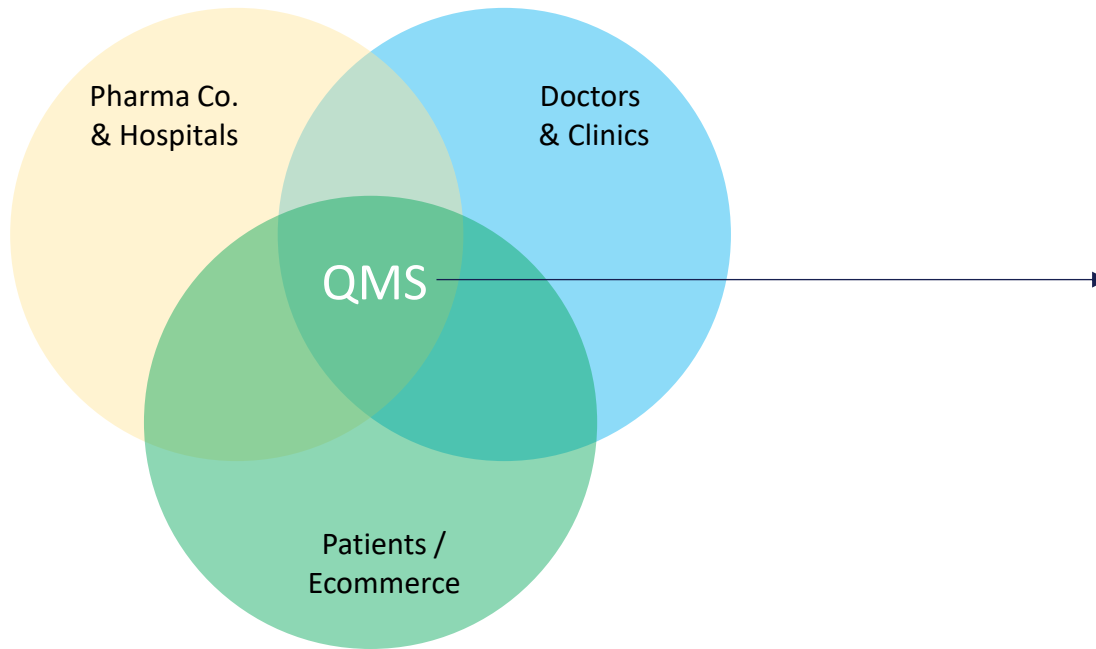 Pharma Co.
& Hospitals
Doctors
& Clinics
QMS
Patients /
Ecommerce